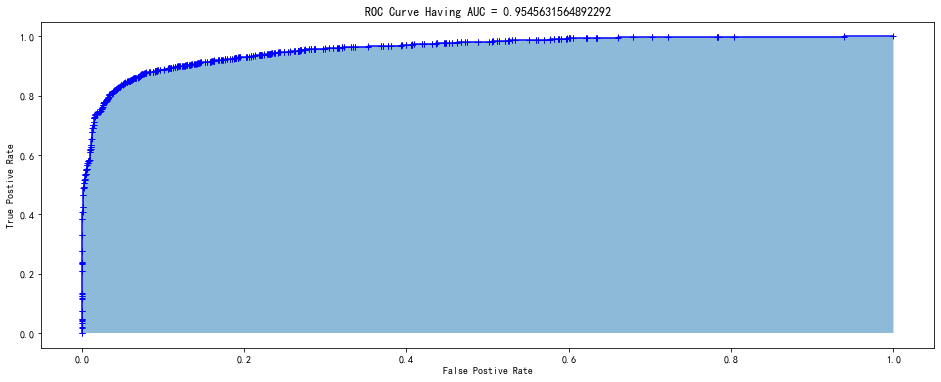 ROC Curve Having AUC = 0.9545631564892292
1.0
0.8
0.6
0.4
0.2
0.0
True Postive Rate
0.0 0.2 0.4 0.6 0.8 1.0
False Postive Rate